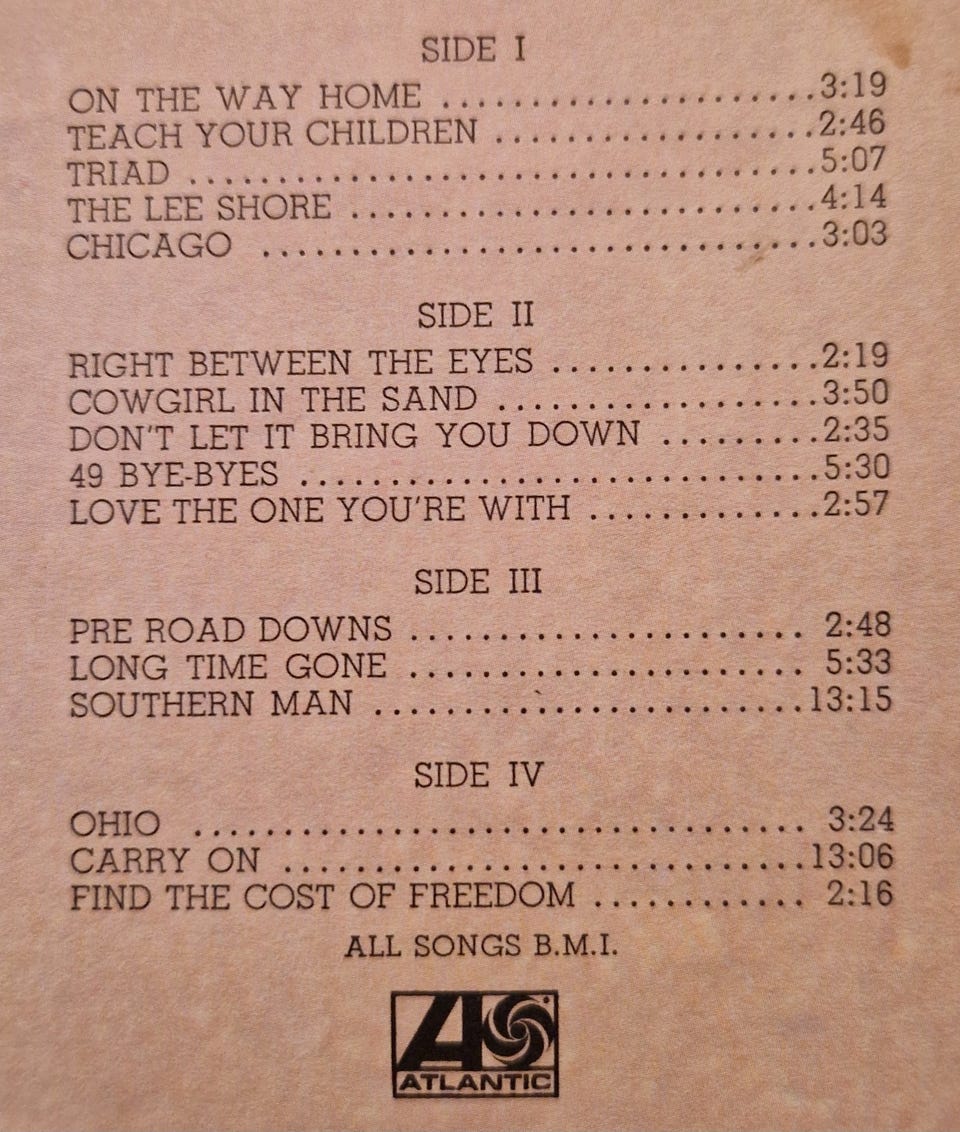 SIDE I
ON THE WAY HOME ......................3:19
TEACH YOUR CHILDREN ...................2:46
TRIAD .....................................5:07
THE LEE SHORE ...........................4:14
CHICAGO .................................3:03
SIDE II
RIGHT BETWEEN THE EYES ................2:19
COWGIRL IN THE SAND ...................3:50
DON'T LET IT BRING YOU DOWN .........2:35
49 BYE-BYES ...............................5:30
LOVE THE ONE YOU'RE WITH .............2:57
SIDE III
PRE ROAD DOWNS ....................... 2:48
LONG TIME GONE ....................... 5:33
SOUTHERN MAN .........................13:15
SIDE IV
OHIO ..................................... 3:24
CARRY ON ...............................13:06
FIND THE COST OF FREEDOM ............ 2:16
ALL SONGS B.M.I.
ATLANTIC